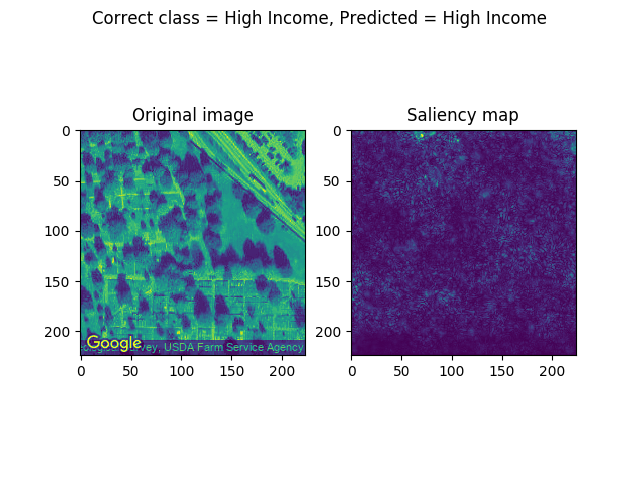 Correct class = High Income, Predicted = High Income
Original image
Saliency map
0
50
100
150
200
0
50
100
150
200
Google
vey, USDA Farm Service Agency
0 50 100 150 200
0 50 100 150 200